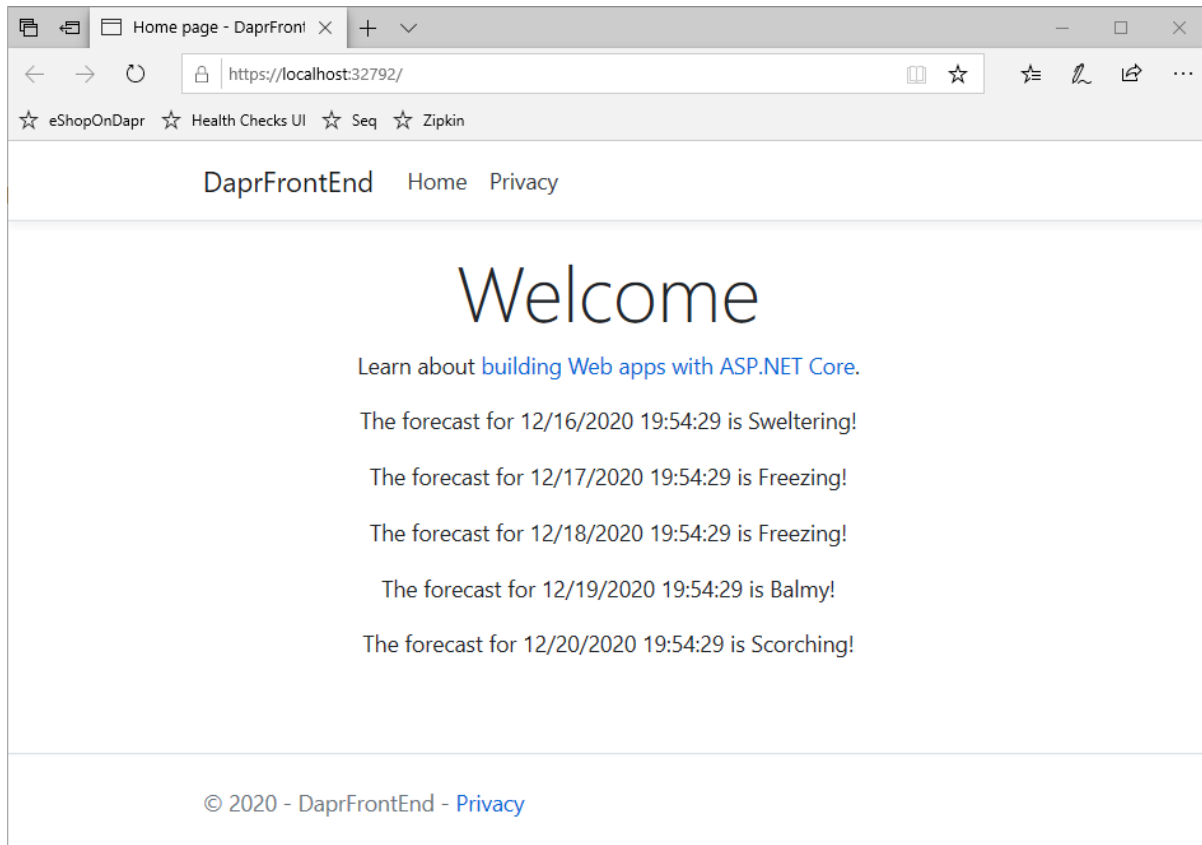 Home page - DaprFront
https://localhost:32792/
eShopOnDapr Health Checks UI Seq Zipkin
DaprFrontEnd Home Privacy
Welcome
Learn about building Web apps with ASP.NET Core.
The forecast for 12/16/2020 19:54:29 is Sweltering!
The forecast for 12/17/2020 19:54:29 is Freezing!
The forecast for 12/18/2020 19:54:29 is Freezing!
The forecast for 12/19/2020 19:54:29 is Balmy!
The forecast for 12/20/2020 19:54:29 is Scorching!
© 2020 - DaprFrontEnd - Privacy